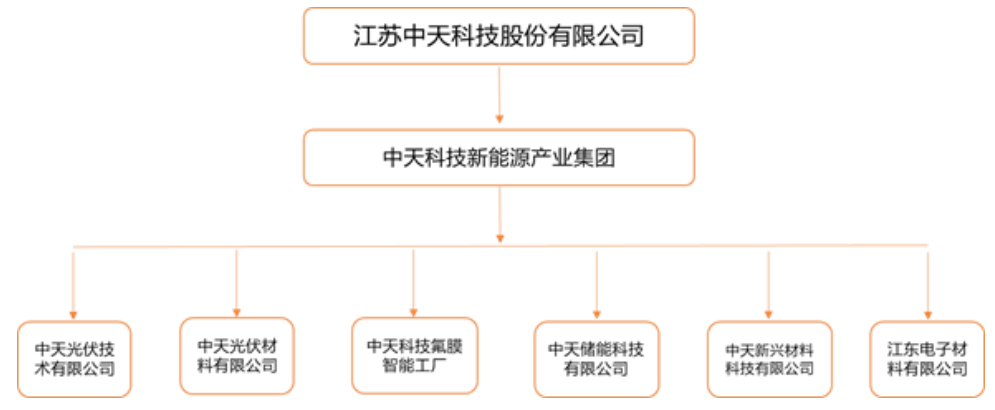 江苏中天科技股份有限公司
中天科技新能源产业集团
中天光伏技
术有限公司
中天光伏材
料有限公司
中天科技氟膜
智能工厂
中天储能科技
有限公司
中天新兴材料
科技有限公司
江东电子材
料有限公司